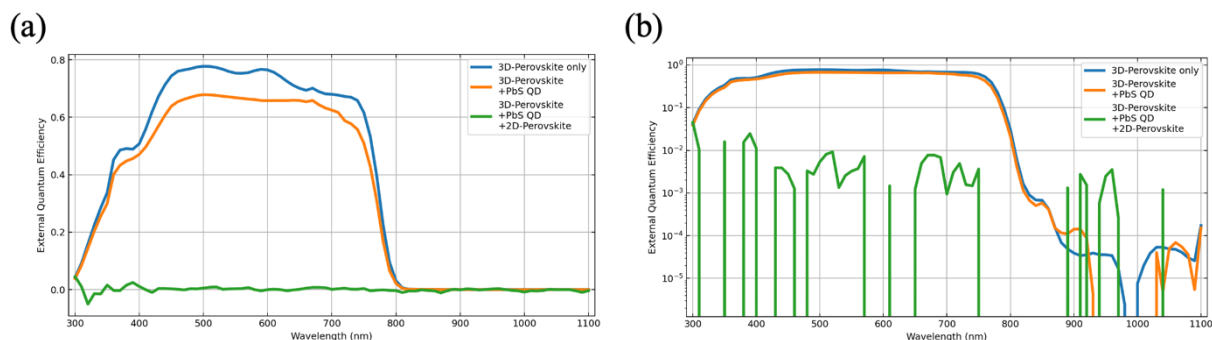 (a)
0.8
0.6
0.4
0.2
0.0
External Quantum Efficiency
3D-Perovskite only
3D-Perovskite
+PbS QD
3D-Perovskite
+PbS QD
+2D-Perovskite
300 400 500 600 700 800 900 1000 1100
Wavelength (nm)
(b)
10⁰
10⁻¹
10⁻²
10⁻³
10⁻⁴
10⁻⁵
External Quantum Efficiency
3D-Perovskite only
3D-Perovskite
+PbS QD
3D-Perovskite
+PbS QD
+2D-Perovskite
300 400 500 600 700 800 900 1000 1100
Wavelength (nm)